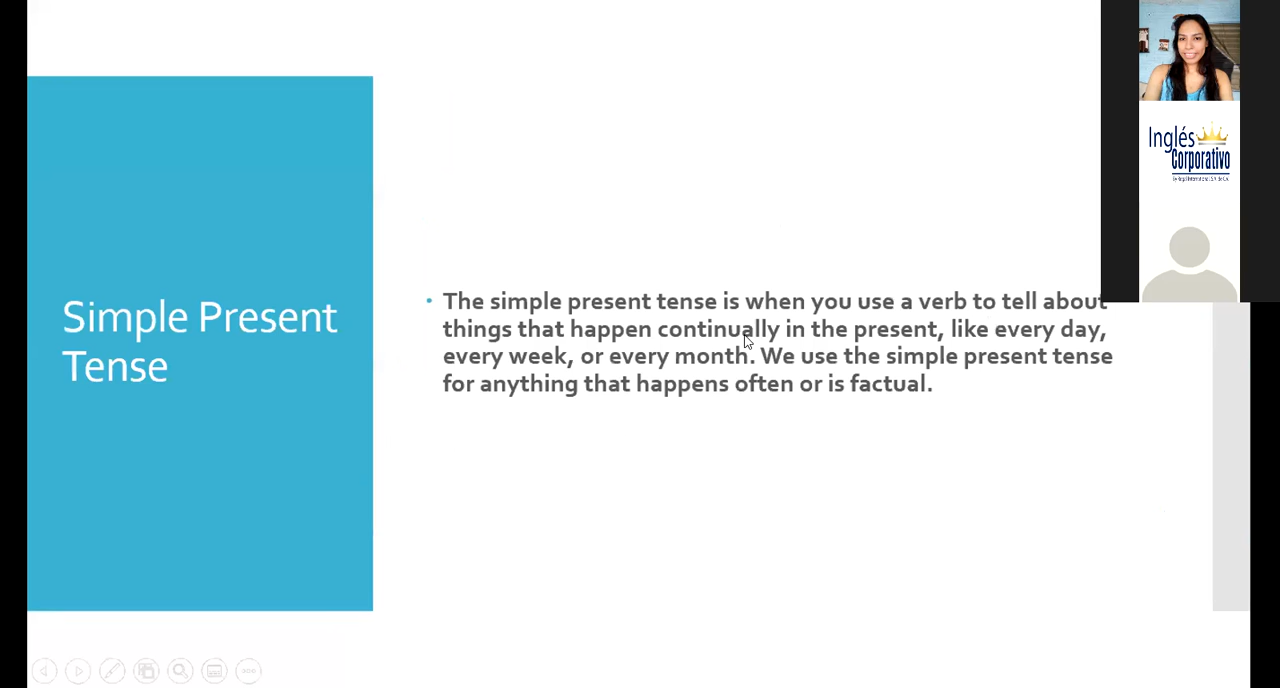 Simple Present
Tense
• The simple present tense is when you use a verb to tell about
things that happen continually in the present, like every day,
every week, or every month. We use the simple present tense
for anything that happens often or is factual.
Inglés
Corporativo